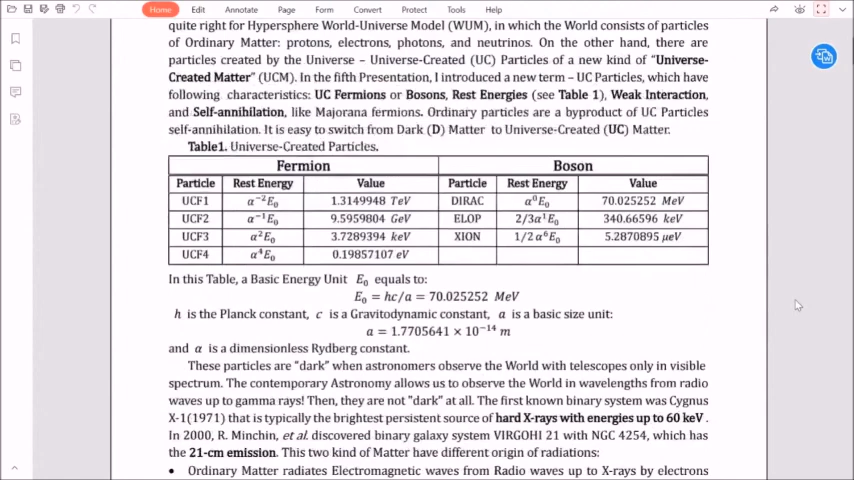 Home Edit Annotate Page Form Convert Protect Tools Help
quite right for Hypersphere World-Universe Model (WUM), in which the World consists of particles
of Ordinary Matter: protons, electrons, photons, and neutrinos. On the other hand, there are
particles created by the Universe – Universe-Created (UC) Particles of a new kind of "Universe-
Created Matter" (UCM). In the fifth Presentation, I introduced a new term – UC Particles, which have
following characteristics: UC Fermions or Bosons, Rest Energies (see Table 1), Weak Interaction,
and Self-annihilation, like Majorana fermions. Ordinary particles are a byproduct of UC Particles
self-annihilation. It is easy to switch from Dark (D) Matter to Universe-Created (UC) Matter.
Table1. Universe-Created Particles.
Fermion Boson
Particle Rest Energy Value Particle Rest Energy Value
UCF1 α⁻²E₀ 1.3149948 TeV DIRAC α⁰E₀ 70.025252 MeV
UCF2 α⁻¹E₀ 9.5959804 GeV ELOP 2/3α¹E₀ 340.66596 keV
UCF3 α²E₀ 3.7289394 keV XION 1/2 α⁶E₀ 5.2870895 μeV
UCF4 α⁴E₀ 0.19857107 eV
In this Table, a Basic Energy Unit E₀ equals to:
E₀ = hc/a = 70.025252 MeV
h is the Planck constant, c is a Gravitodynamic constant, a is a basic size unit:
a = 1.7705641 × 10⁻¹⁴ m
and α is a dimensionless Rydberg constant.
These particles are "dark" when astronomers observe the World with telescopes only in visible
spectrum. The contemporary Astronomy allows us to observe the World in wavelengths from radio
waves up to gamma rays! Then, they are not "dark" at all. The first known binary system was Cygnus
X-1(1971) that is typically the brightest persistent source of hard X-rays with energies up to 60 keV .
In 2000, R. Minchin, et al. discovered binary galaxy system VIRGOHI 21 with NGC 4254, which has
the 21-cm emission. This two kind of Matter have different origin of radiations:
• Ordinary Matter radiates Electromagnetic waves from Radio waves up to X-rays by electrons